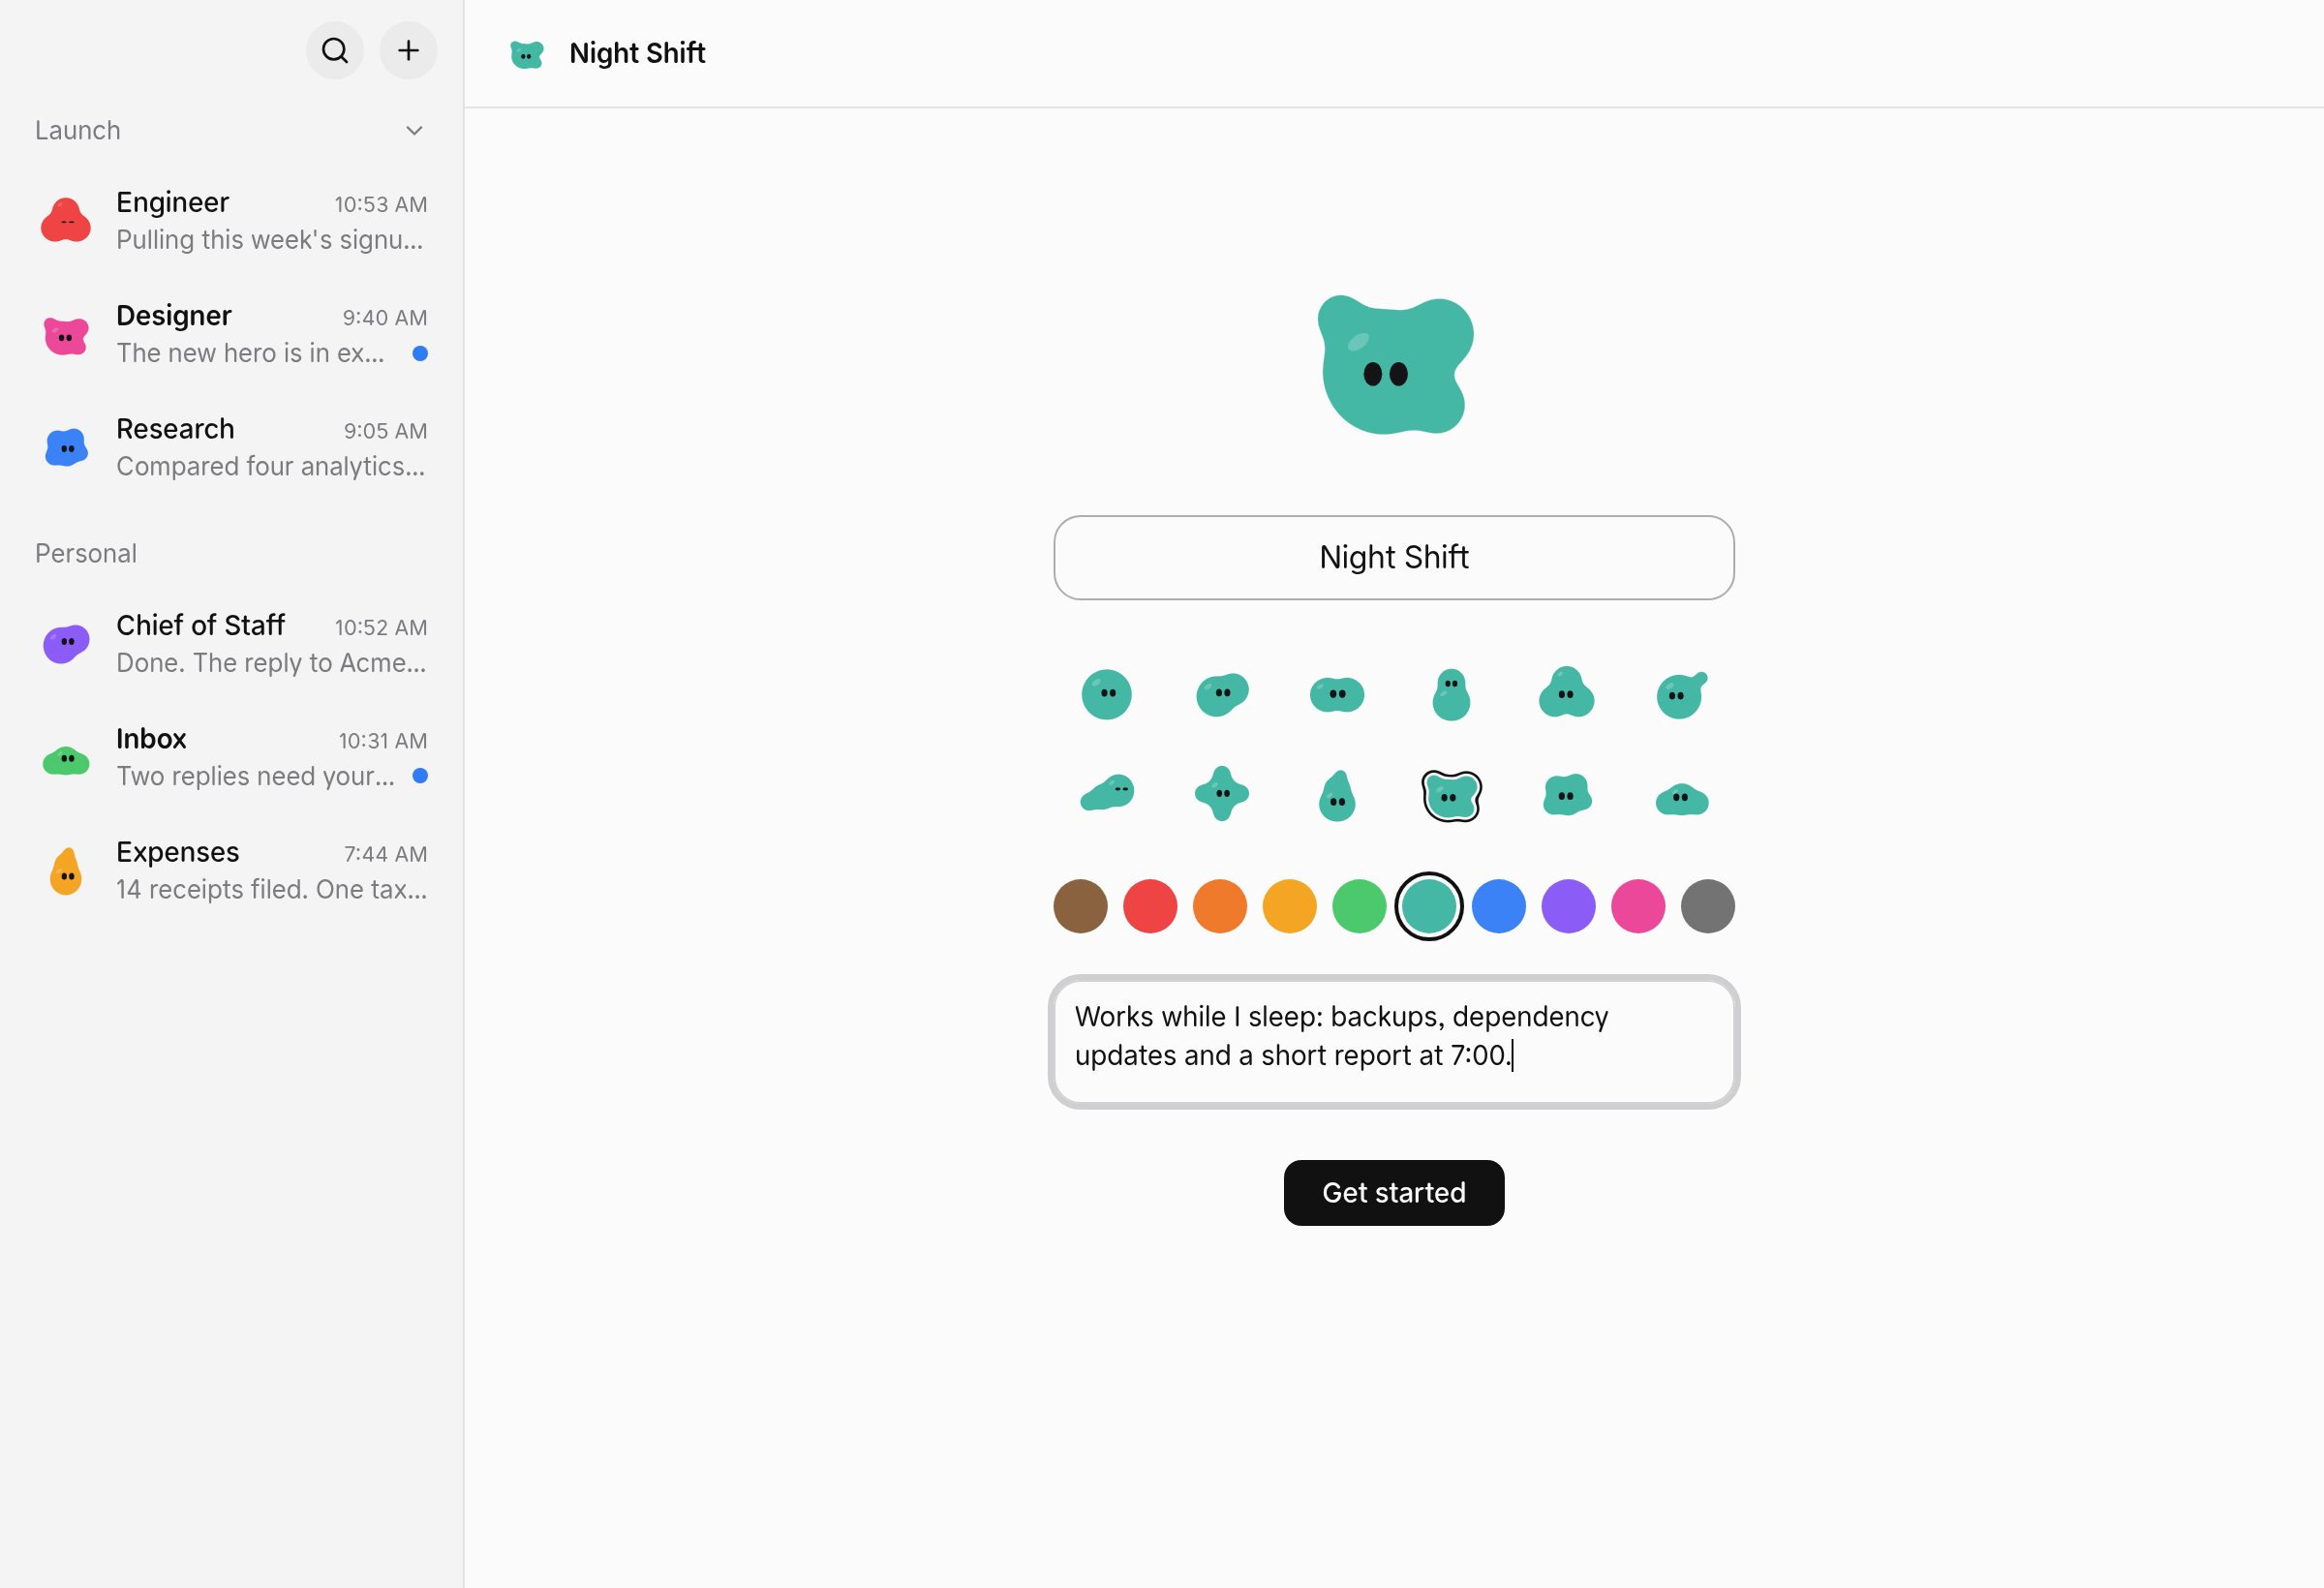 Launch
Engineer 10:53 AM
Pulling this week's signu...
Designer 9:40 AM
The new hero is in ex...
Research 9:05 AM
Compared four analytics...
Personal
Chief of Staff 10:52 AM
Done. The reply to Acme...
Inbox 10:31 AM
Two replies need your...
Expenses 7:44 AM
14 receipts filed. One tax...
Night Shift
Night Shift
Works while I sleep: backups, dependency
updates and a short report at 7:00.
Get started